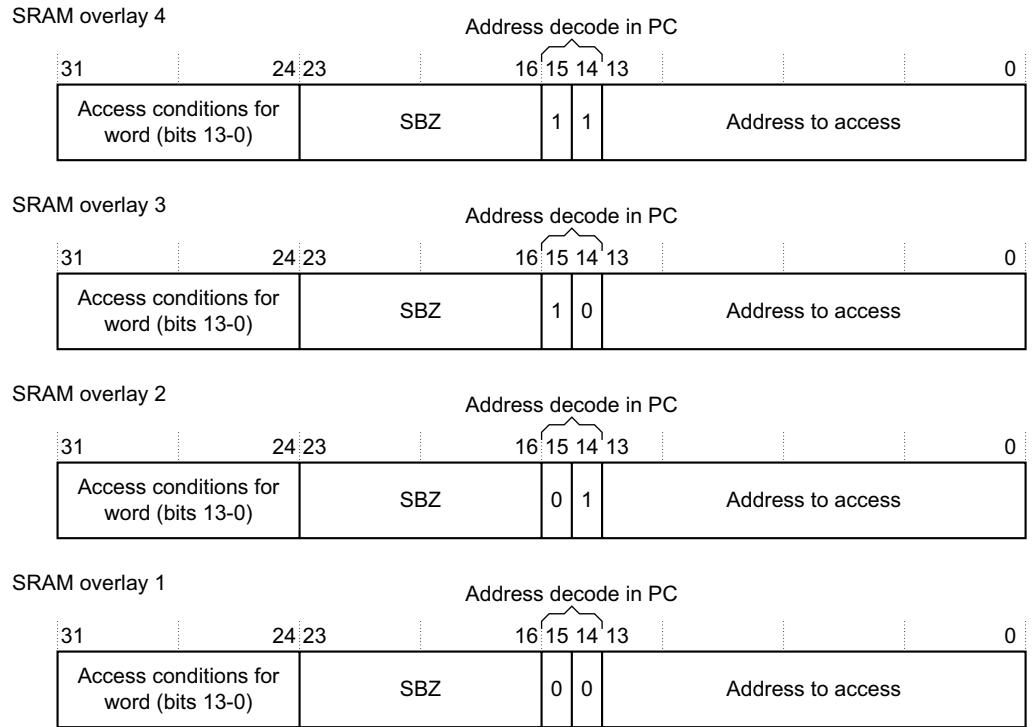 SRAM overlay 4
Address decode in PC
31 24 23 16 15 14 13 0
Access conditions for
word (bits 13-0)
SBZ
1 1
Address to access
SRAM overlay 3
Address decode in PC
31 24 23 16 15 14 13 0
Access conditions for
word (bits 13-0)
SBZ
1 0
Address to access
SRAM overlay 2
Address decode in PC
31 24 23 16 15 14 13 0
Access conditions for
word (bits 13-0)
SBZ
0 1
Address to access
SRAM overlay 1
Address decode in PC
31 24 23 16 15 14 13 0
Access conditions for
word (bits 13-0)
SBZ
0 0
Address to access